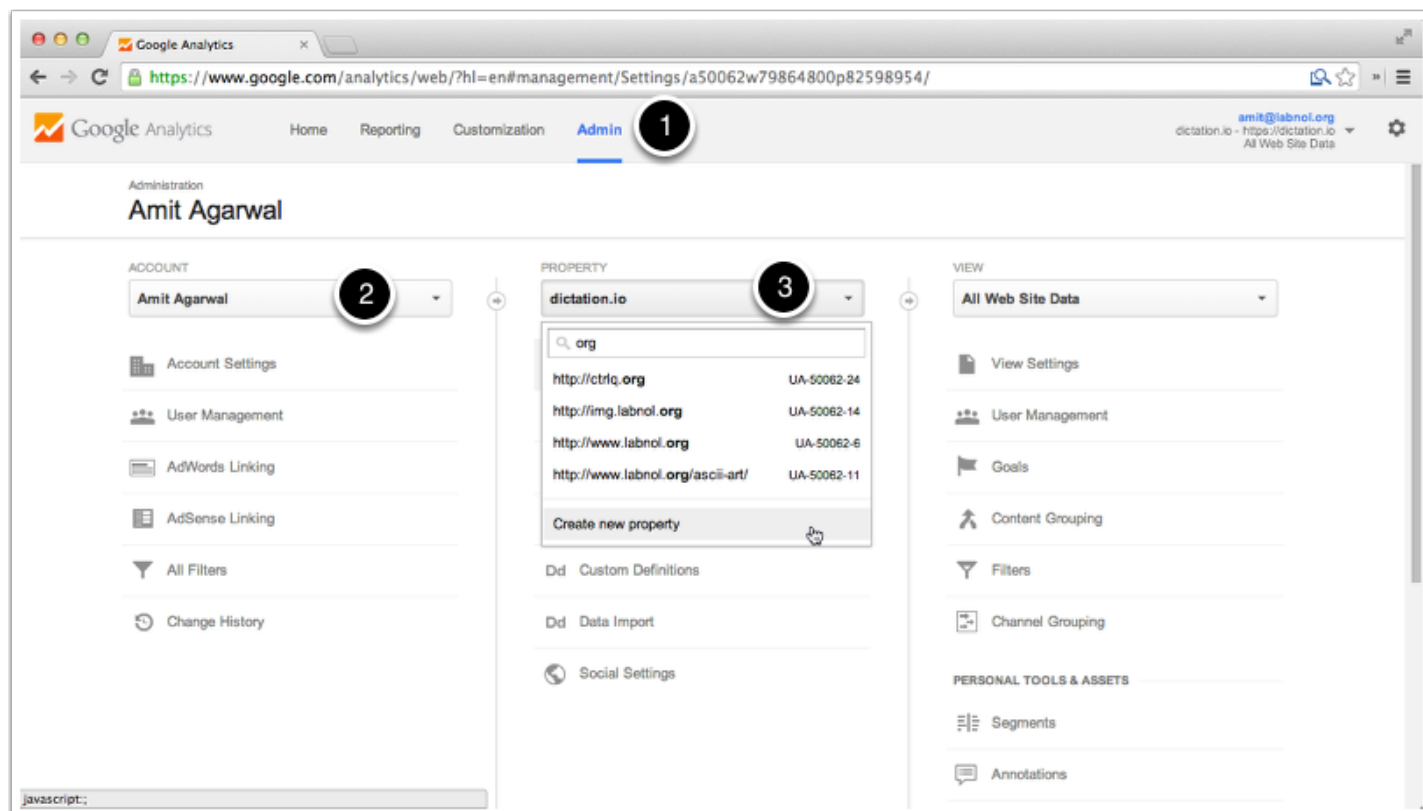 Google Analytics
https://www.google.com/analytics/web/?hl=en#management/Settings/a50062w79864800p82598954/
Google Analytics
Home
Reporting
Customization
Admin
1
amit@labnol.org
dictation.io - https://dictation.io
All Web Site Data
Administration
Amit Agarwal
ACCOUNT
Amit Agarwal
2
Account Settings
User Management
AdWords Linking
AdSense Linking
All Filters
Change History
PROPERTY
dictation.io
3
org
http://ctrlq.org UA-50062-24
http://img.labnol.org UA-50062-14
http://www.labnol.org UA-50062-6
http://www.labnol.org/ascii-art/ UA-50062-11
Create new property
Dd Custom Definitions
Dd Data Import
Social Settings
VIEW
All Web Site Data
View Settings
User Management
Goals
Content Grouping
Filters
Channel Grouping
PERSONAL TOOLS & ASSETS
Segments
Annotations
javascript:;